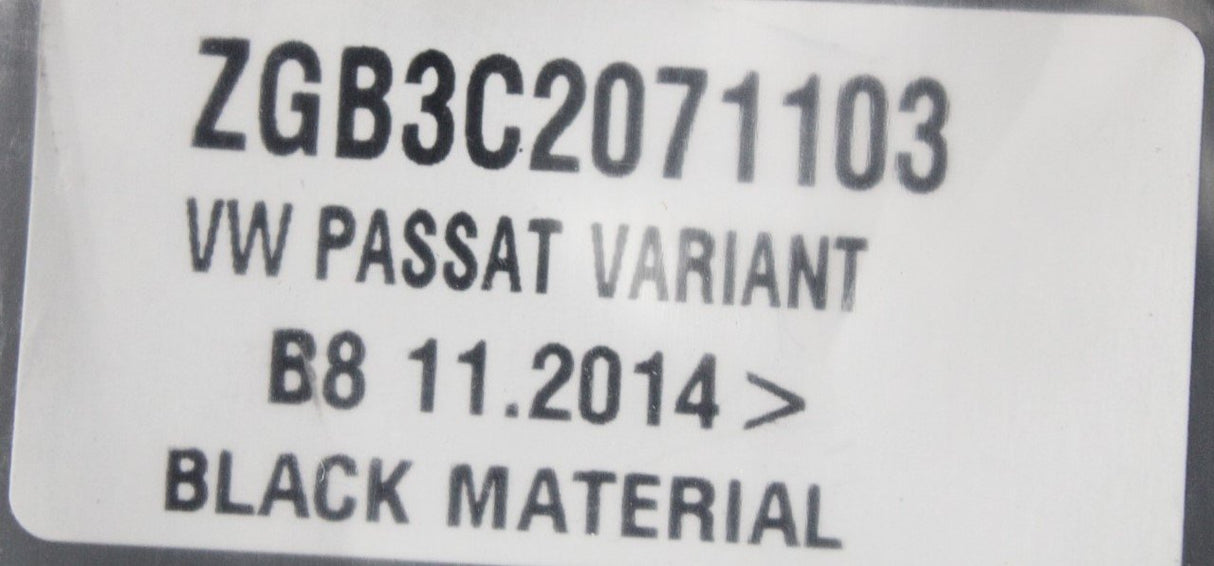 ZGB3C2071103
VW PASSAT VARIANT
B8 11.2014 >
BLACK MATERIAL